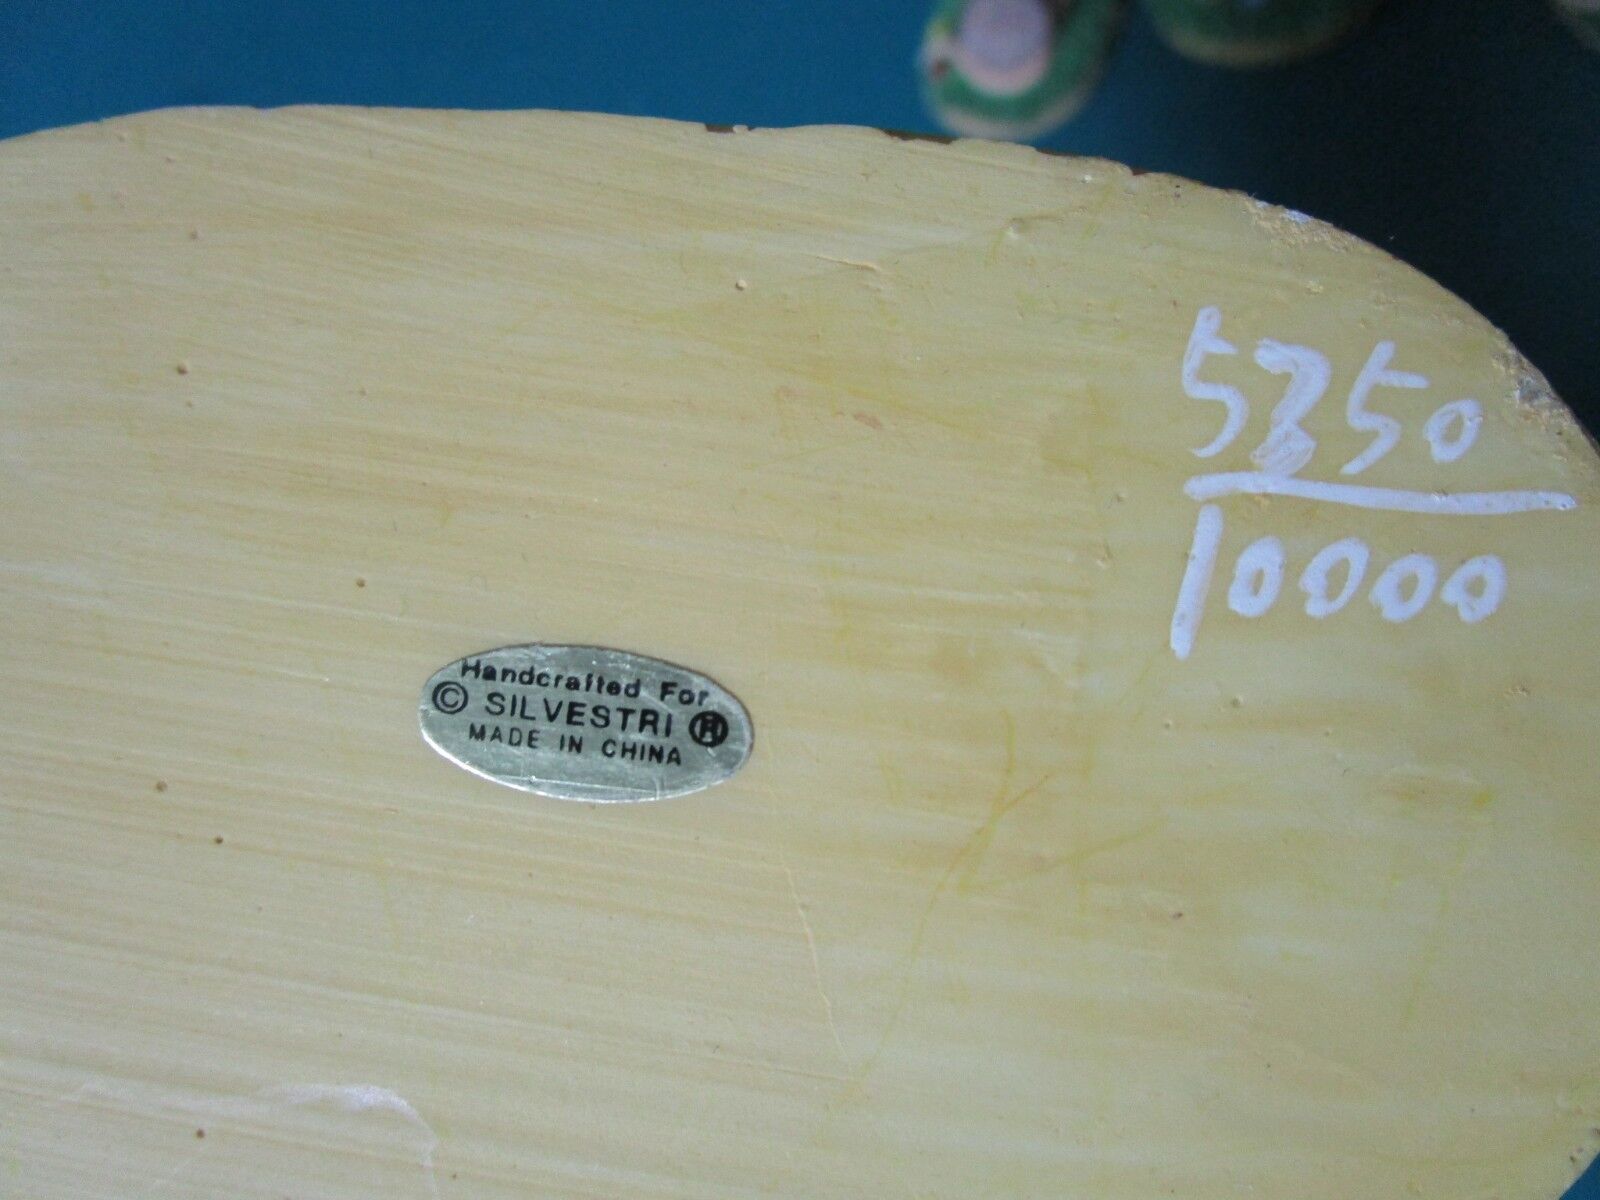 5350
10000
Handcrafted For
© SILVESTRI ®
MADE IN CHINA